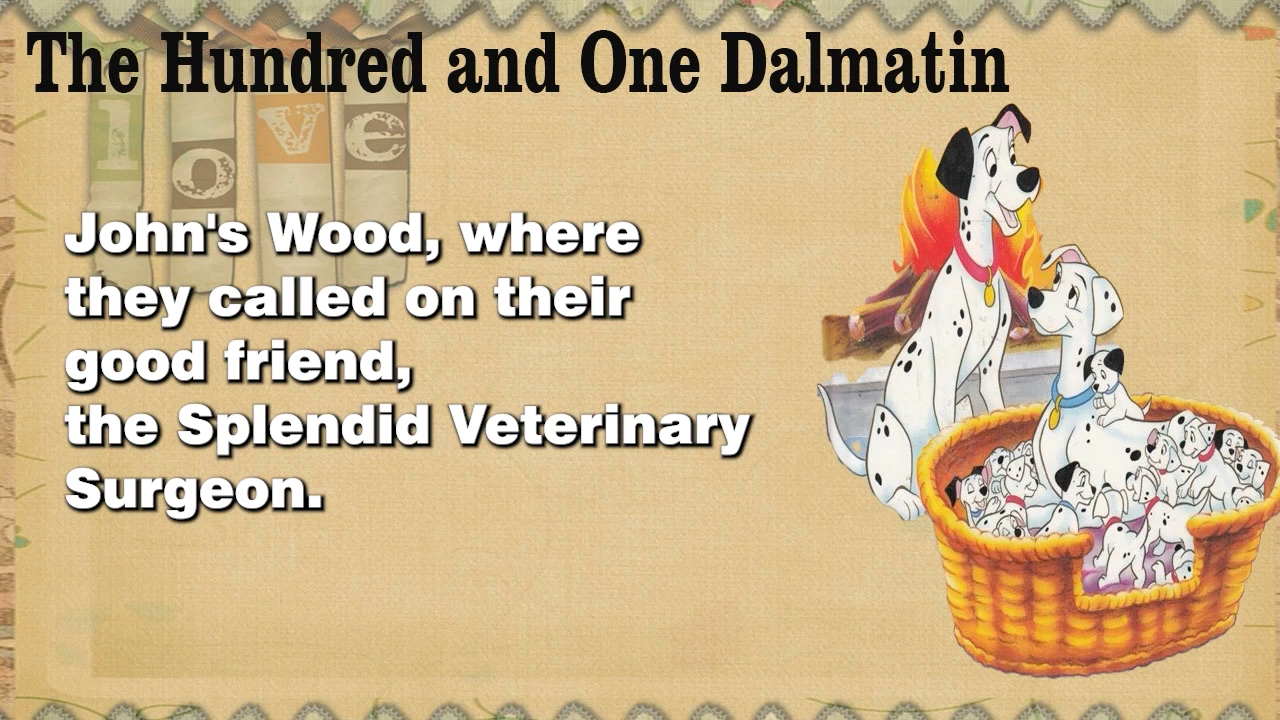 The Hundred and One Dalmatin
love
John's Wood, where
they called on their
good friend,
the Splendid Veterinary
Surgeon.